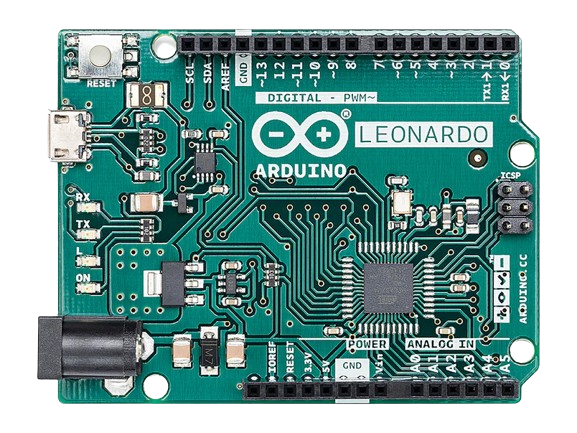 RESET
SCL
SDA
AREF
GND
~13
12
~11
~10
~9
8
7
~6
~5
4
~3
2
TX1→1
RX1←0
DIGITAL - PWM~
ARDUINO
LEONARDO
ICSP
RX
TX
L
ON
ARDUINO.CC
M7
POWER
ANALOG IN
IOREF
RESET
3.3V
5V
GND
Vin
A0
A1
A2
A3
A4
A5